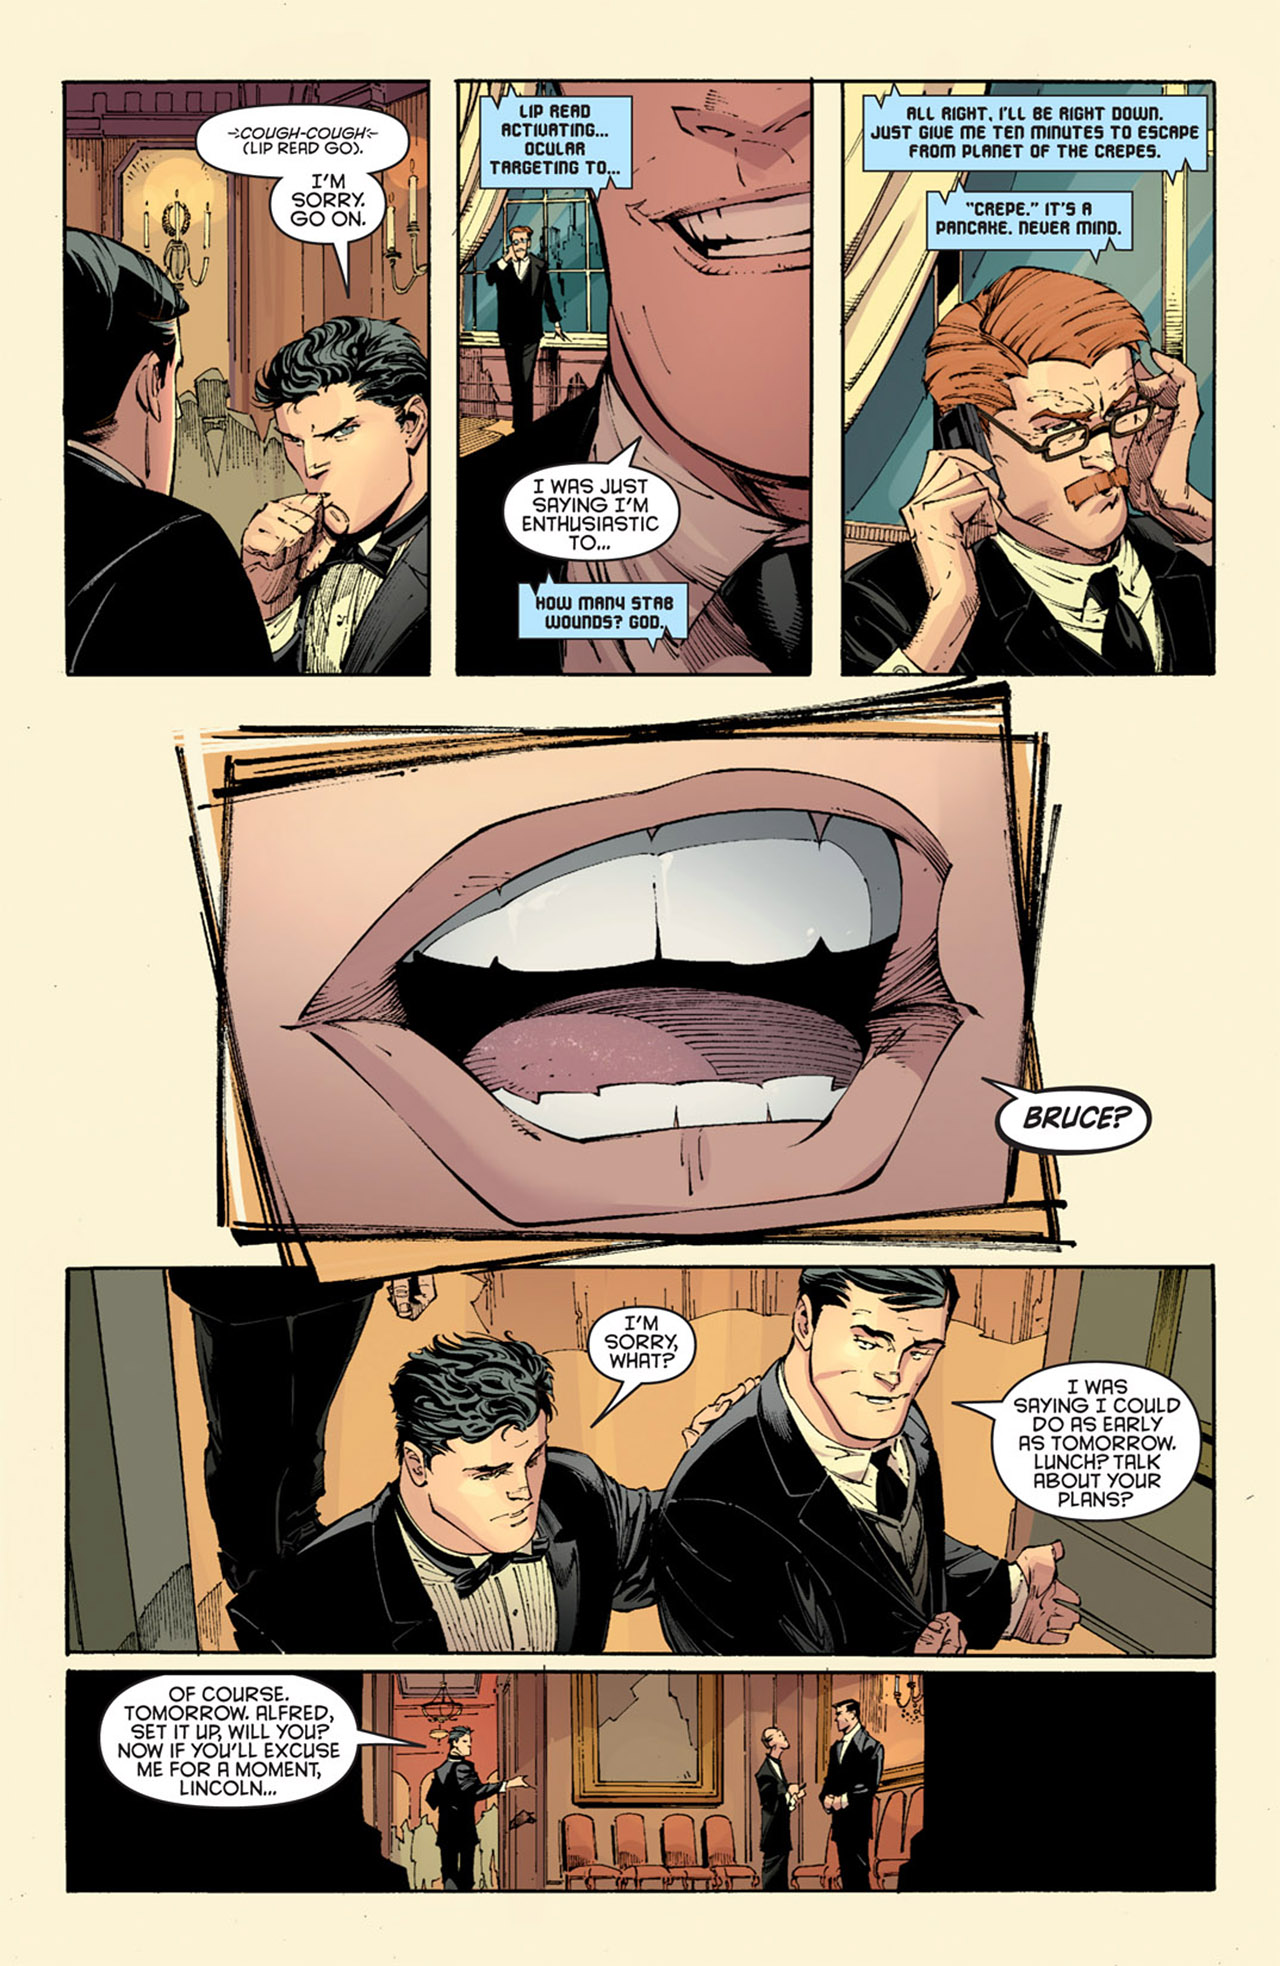 COUGH-COUGH
(LIP READ GO).
I'M
SORRY.
GO ON.
LIP READ
ACTIVATING...
OCULAR
TARGETING TO...
I WAS JUST
SAYING I'M
ENTHUSIASTIC
TO...
HOW MANY STAB
WOUNDS? GOD.
ALL RIGHT, I'LL BE RIGHT DOWN.
JUST GIVE ME TEN MINUTES TO ESCAPE
FROM PLANET OF THE CREPES.
"CREPE." IT'S A
PANCAKE. NEVER MIND.
BRUCE?
I'M
SORRY,
WHAT?
I WAS
SAYING I COULD
DO AS EARLY
AS TOMORROW.
LUNCH? TALK
ABOUT YOUR
PLANS?
OF COURSE.
TOMORROW. ALFRED,
SET IT UP, WILL YOU?
NOW IF YOU'LL EXCUSE
ME FOR A MOMENT,
LINCOLN...